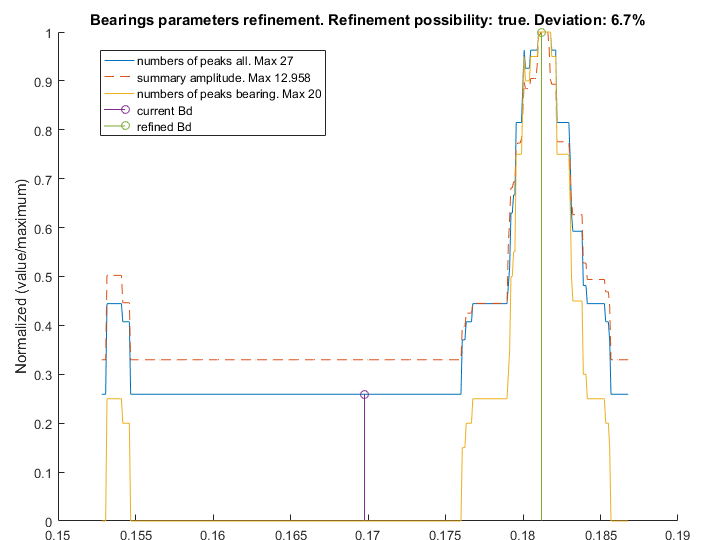 Bearings parameters refinement. Refinement possibility: true. Deviation: 6.7%
numbers of peaks all. Max 27
summary amplitude. Max 12.958
numbers of peaks bearing. Max 20
current Bd
refined Bd
Normalized (value/maximum)
1
0.9
0.8
0.7
0.6
0.5
0.4
0.3
0.2
0.1
0
0.15 0.155 0.16 0.165 0.17 0.175 0.18 0.185 0.19